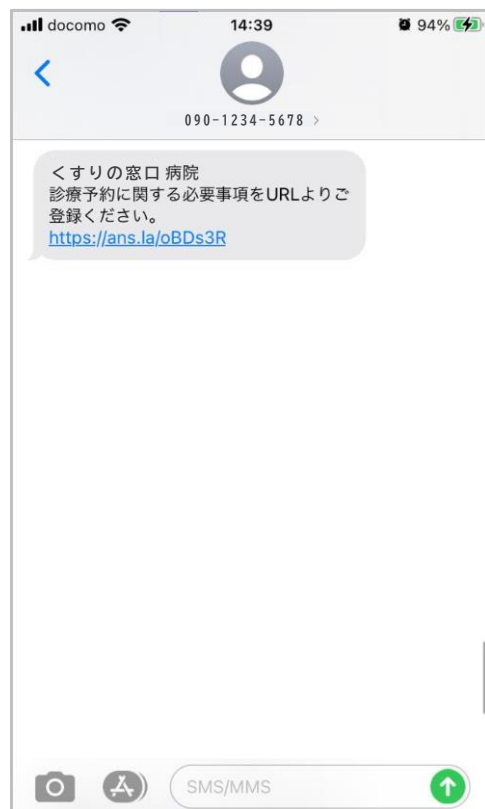 docomo 14:39 94%
090-1234-5678 >
くすりの窓口 病院
診療予約に関する必要事項をURLよりご
登録ください。
https://ans.la/oBDs3R
SMS/MMS